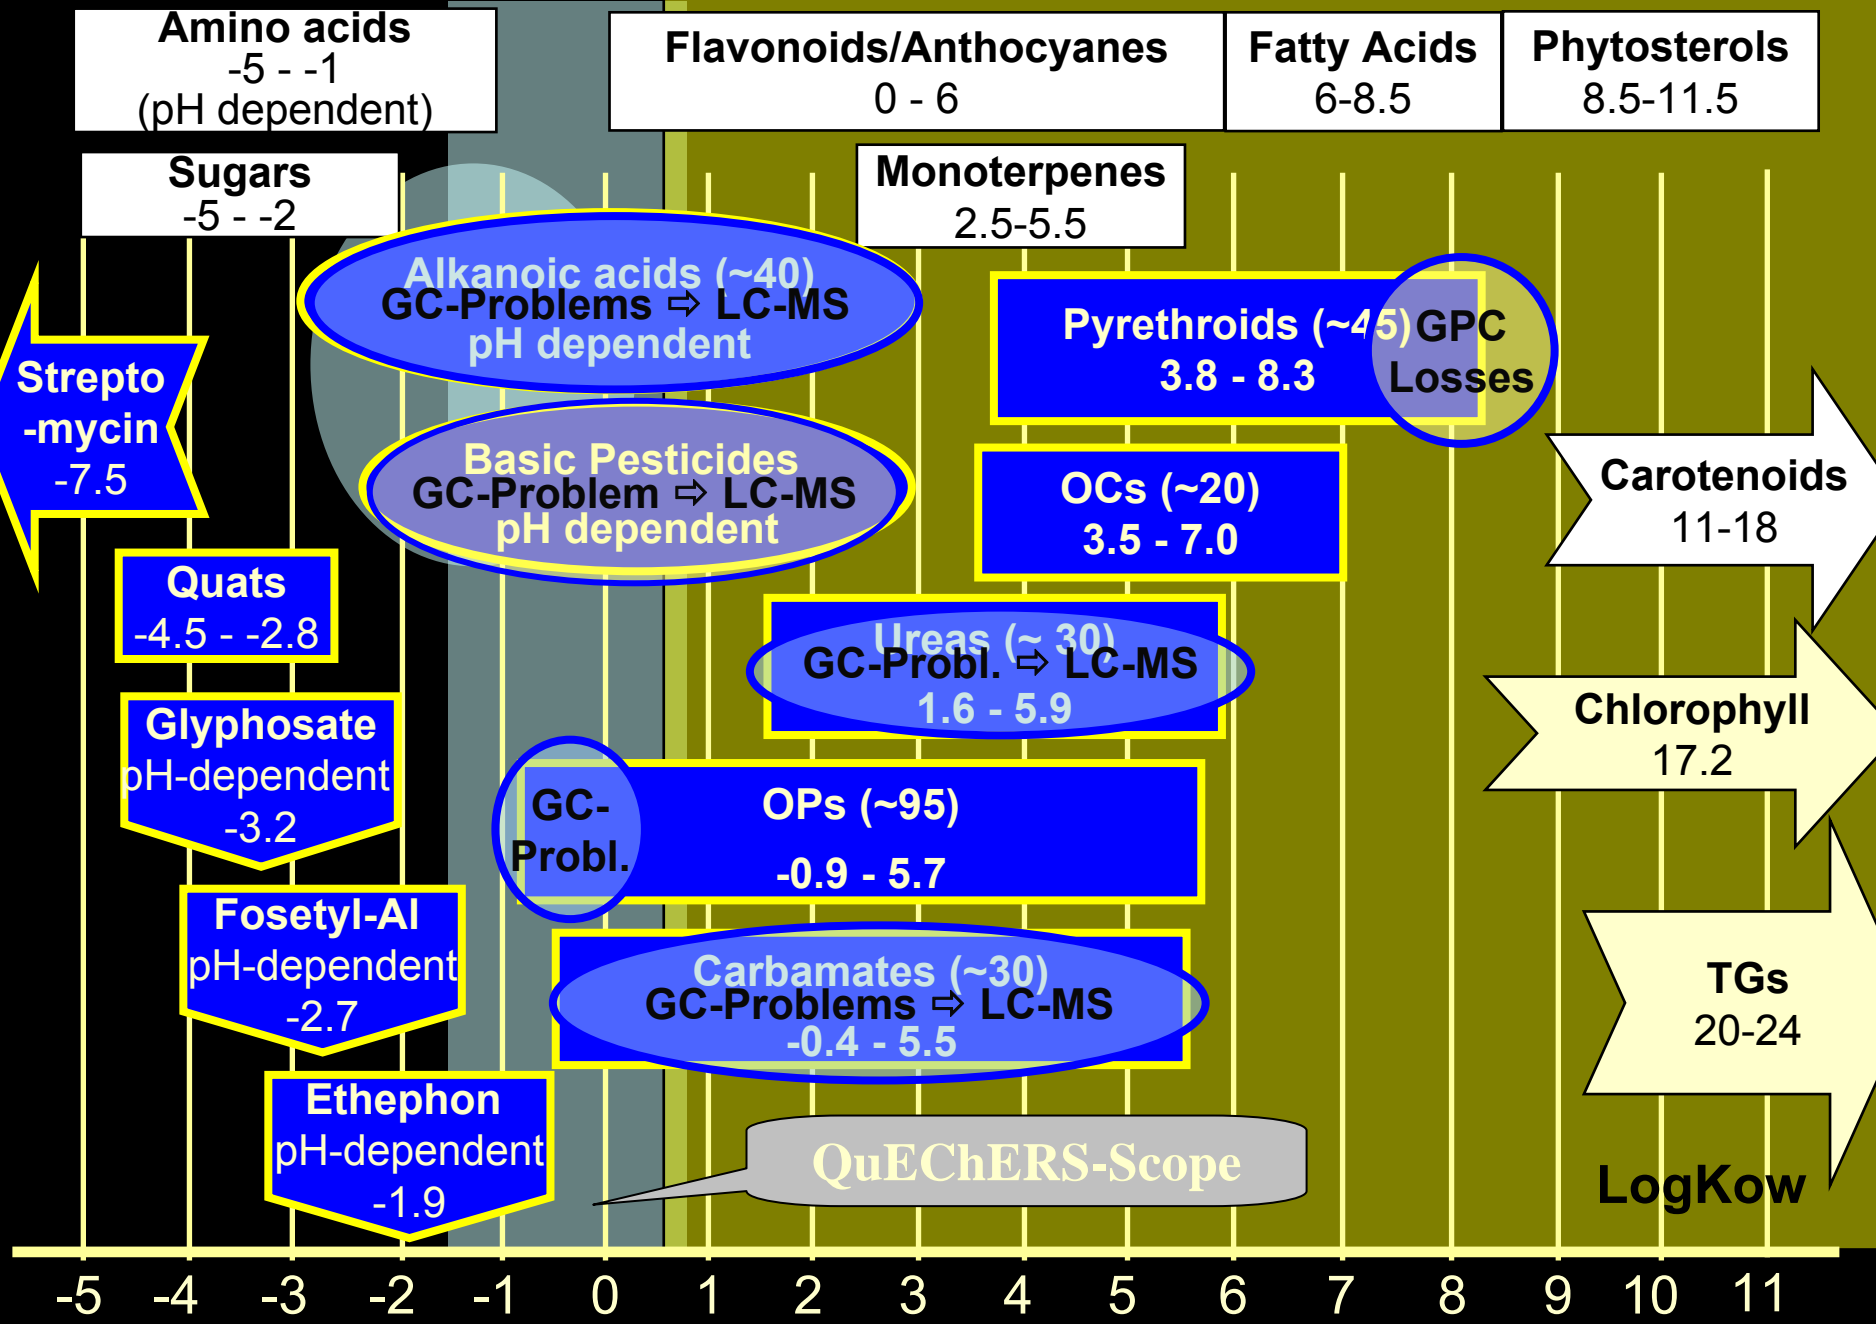 Amino acids
-5 - -1
(pH dependent)
Flavonoids/Anthocyanes
0 - 6
Fatty Acids
6-8.5
Phytosterols
8.5-11.5
Sugars
-5 - -2
Monoterpenes
2.5-5.5
Alkanoic acids (~40)
GC-Problems ⇨ LC-MS
pH dependent
Pyrethroids (~45)
3.8 - 8.3
GPC
Losses
Strepto
-mycin
-7.5
Basic Pesticides
GC-Problem ⇨ LC-MS
pH dependent
OCs (~20)
3.5 - 7.0
Carotenoids
11-18
Quats
-4.5 - -2.8
Ureas (~ 30)
GC-Probl. ⇨ LC-MS
1.6 - 5.9
Glyphosate
pH-dependent
-3.2
Chlorophyll
17.2
GC-
Probl.
OPs (~95)
-0.9 - 5.7
Fosetyl-Al
pH-dependent
-2.7
Carbamates (~30)
GC-Problems ⇨ LC-MS
-0.4 - 5.5
TGs
20-24
Ethephon
pH-dependent
-1.9
QuEChERS-Scope
LogKow
-5 -4 -3 -2 -1 0 1 2 3 4 5 6 7 8 9 10 11